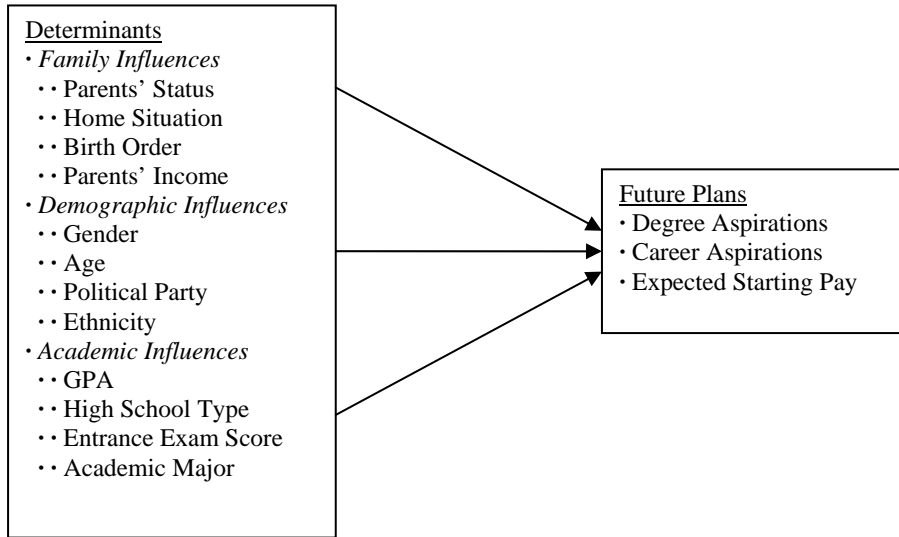 Determinants
· Family Influences
· · Parents’ Status
· · Home Situation
· · Birth Order
· · Parents’ Income
· Demographic Influences
· · Gender
· · Age
· · Political Party
· · Ethnicity
· Academic Influences
· · GPA
· · High School Type
· · Entrance Exam Score
· · Academic Major
Future Plans
· Degree Aspirations
· Career Aspirations
· Expected Starting Pay